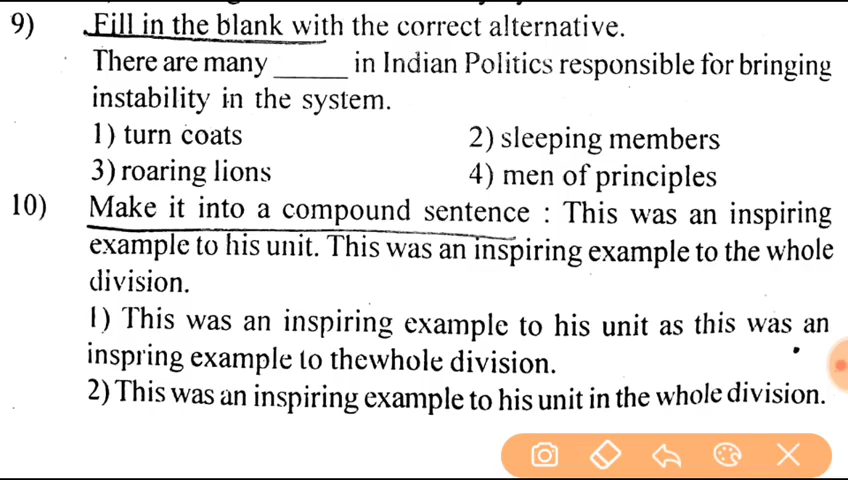 9) Fill in the blank with the correct alternative.
There are many ______ in Indian Politics responsible for bringing
instability in the system.
1) turn coats 2) sleeping members
3) roaring lions 4) men of principles
10) Make it into a compound sentence : This was an inspiring
example to his unit. This was an inspiring example to the whole
division.
1) This was an inspiring example to his unit as this was an
inspring example to thewhole division.
2) This was an inspiring example to his unit in the whole division.